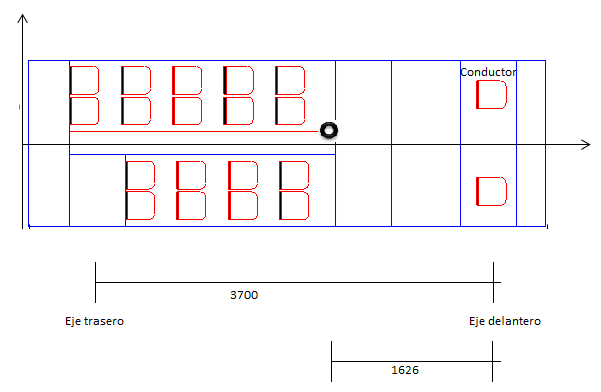 Conductor
3700
Eje trasero
Eje delantero
1626